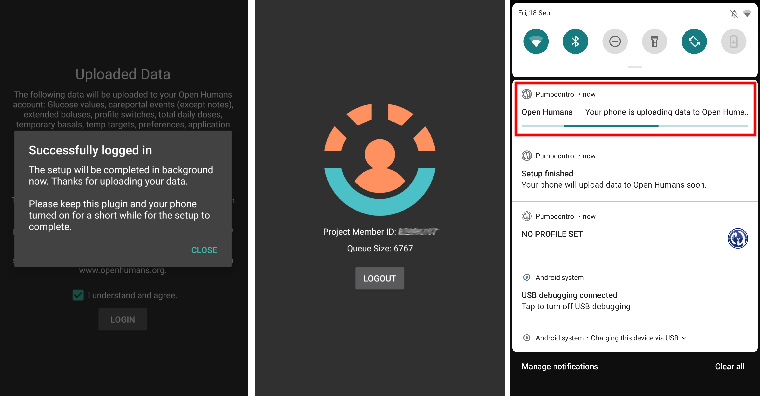 Uploaded Data
The following data will be uploaded to your Open Humans
account: Glucose values, careportal events (except notes),
extended boluses, profile switches, total daily doses,
temporary basals, temp targets, preferences, application
Successfully logged in
The setup will be completed in background
now. Thanks for uploading your data.
Please keep this plugin and your phone
turned on for a short while for the setup to
complete.
CLOSE
www.openhumans.org.
I understand and agree.
LOGIN
Project Member ID:
Queue Size: 6767
LOGOUT
Fri, 18 Sep
Pumpcontrol • now
Open Humans Your phone is uploading data to Open Hume..
Pumpcontrol • now
Setup finished
Your phone will upload data to Open Humans soon.
Pumpcontrol • now
NO PROFILE SET
Android system
USB debugging connected
Tap to turn off USB debugging
Android system • Charging this device via USB
Manage notifications Clear all